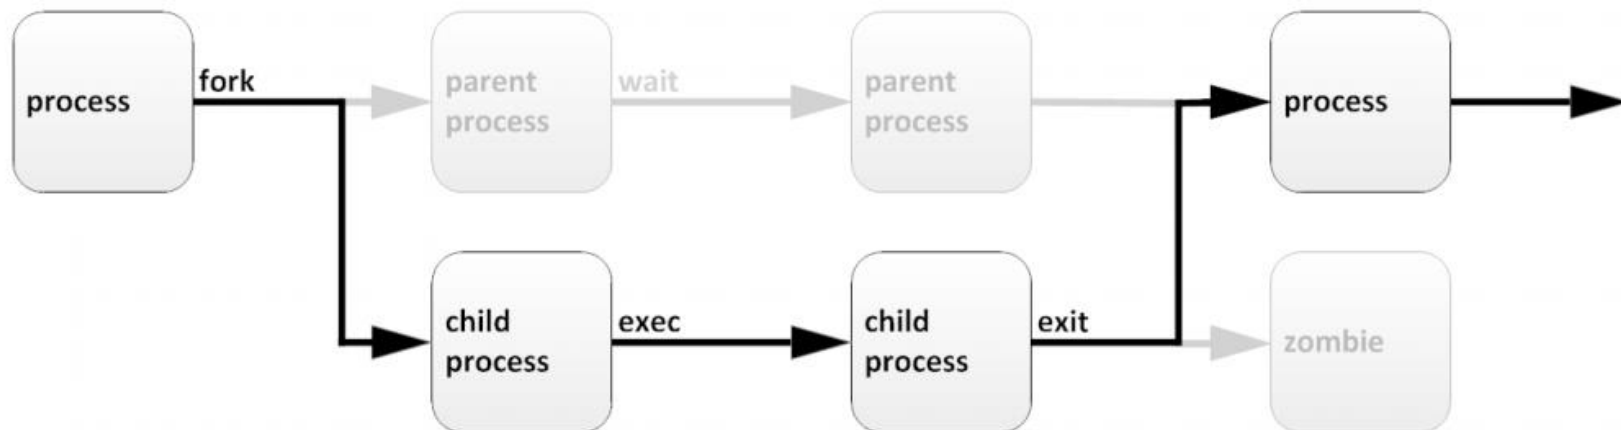 process
fork
parent
process
wait
parent
process
process
child
process
exec
child
process
exit
zombie